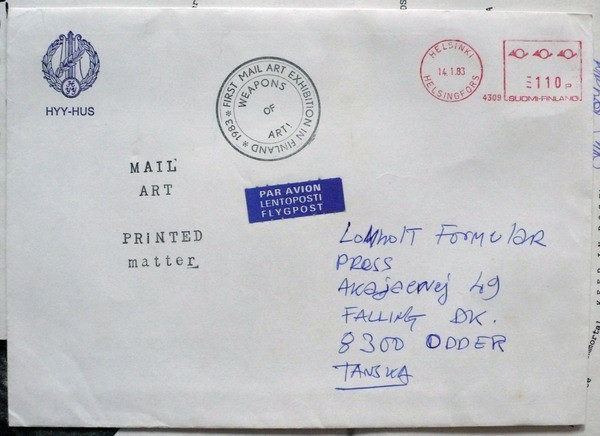 HYY-HUS
1983 * FIRST MAIL ART EXHIBITION IN FINLAND *
WEAPONS
OF
ART!
HELSINKI
14.1.83
HELSINGFORS
110 P
4309 SUOMI-FINLAND
MAIL
ART
PRINTED
matter
PAR AVION
LENTOPOSTI
FLYGPOST
Lomholt Formular
PRESS
Akajaevej 49
FALLING DK.
8300 ODDER
TANSKA